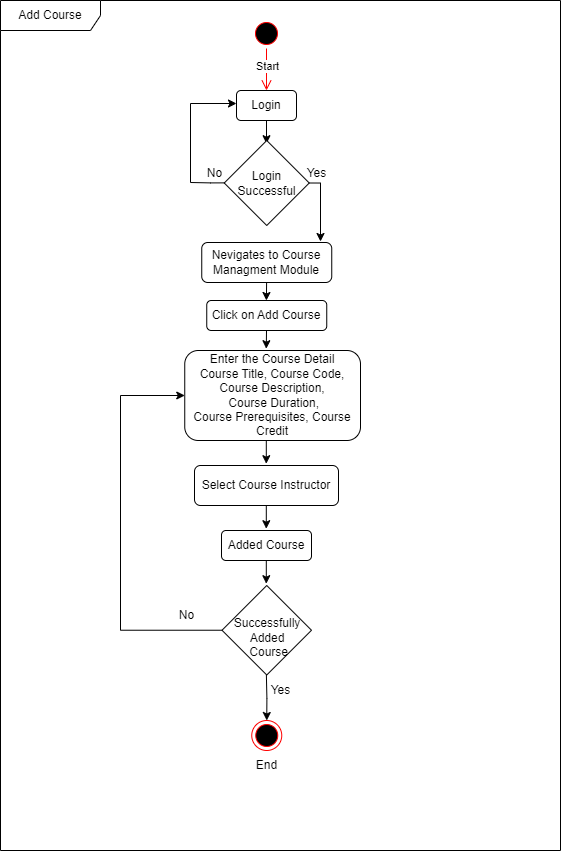 Add Course
Start
Login
No
Yes
Login
Successful
Nevigates to Course
Managment Module
Click on Add Course
Enter the Course Detail
Course Title, Course Code,
Course Description,
Course Duration,
Course Prerequisites, Course
Credit
Select Course Instructor
Added Course
No
Successfully
Added
Course
Yes
End